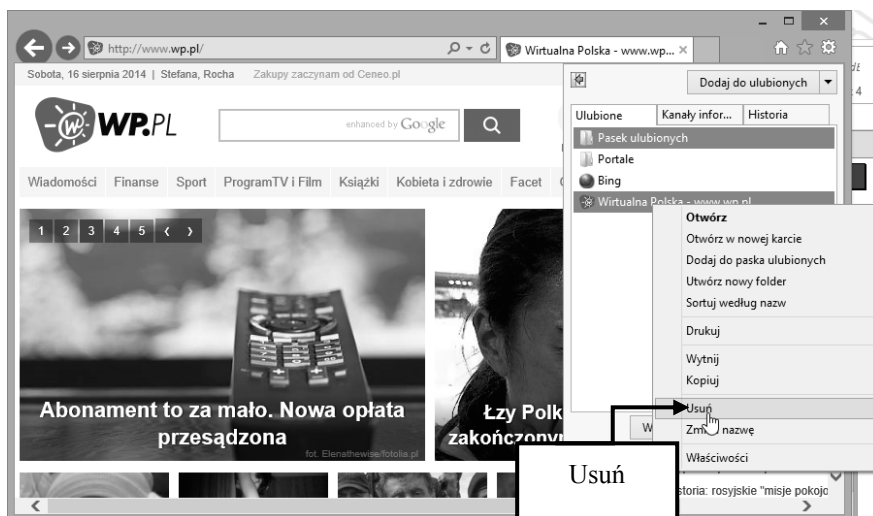 http://www.wp.pl/
Wirtualna Polska - www.wp...
Sobota, 16 sierpnia 2014 | Stefana, Rocha Zakupy zaczynam od Ceneo.pl
WP.PL
enhanced by Google
Wiadomości Finanse Sport ProgramTV i Film Książki Kobieta i zdrowie Facet
1 2 3 4 5
Abonament to za mało. Nowa opłata
przesądzona
fot. Elenathewise/fotolia.pl
Łzy Polk
zakończony
Dodaj do ulubionych
Ulubione Kanały infor... Historia
Pasek ulubionych
Portale
Bing
Wirtualna Polska - www.wp.pl
Otwórz
Otwórz w nowej karcie
Dodaj do paska ulubionych
Utwórz nowy folder
Sortuj według nazw
Drukuj
Wytnij
Kopiuj
Usuń
nazwę
Właściwości
W
Usuń
storia: rosyjskie "misje pokojo
4